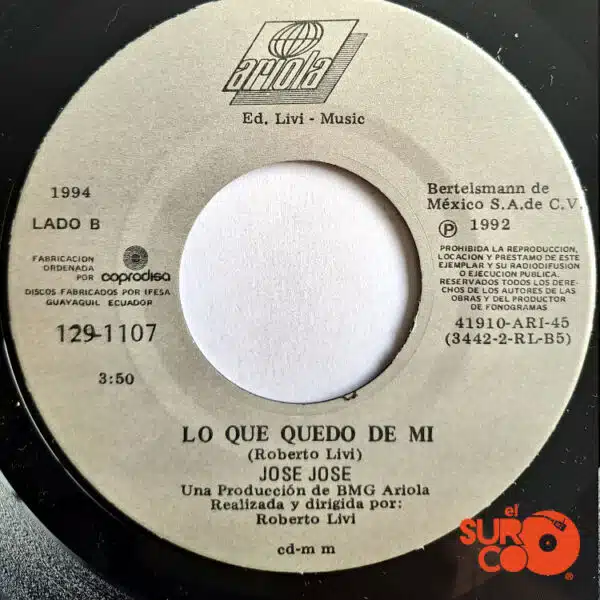 ariola
Ed. Livi - Music
1994
LADO B
FABRICACION
ORDENADA
POR coprodisa
DISCOS FABRICADOS POR IFESA
GUAYAQUIL ECUADOR
129-1107
3:50
Bertelsmann de
México S.A.de C.V.
Ⓟ 1992
PROHIBIDA LA REPRODUCCION,
LOCACION Y PRESTAMO DE ESTE
EJEMPLAR Y SU RADIODIFUSION
O EJECUCION PUBLICA.
RESERVADOS TODOS LOS DERE-
CHOS DE LOS AUTORES DE LAS
OBRAS Y DEL PRODUCTOR
DE FONOGRAMAS
41910-ARI-45
(3442-2-RL-B5)
LO QUE QUEDO DE MI
(Roberto Livi)
JOSE JOSE
Una Producción de BMG Ariola
Realizada y dirigida por:
Roberto Livi
cd-m m
el
SUR
CO
®